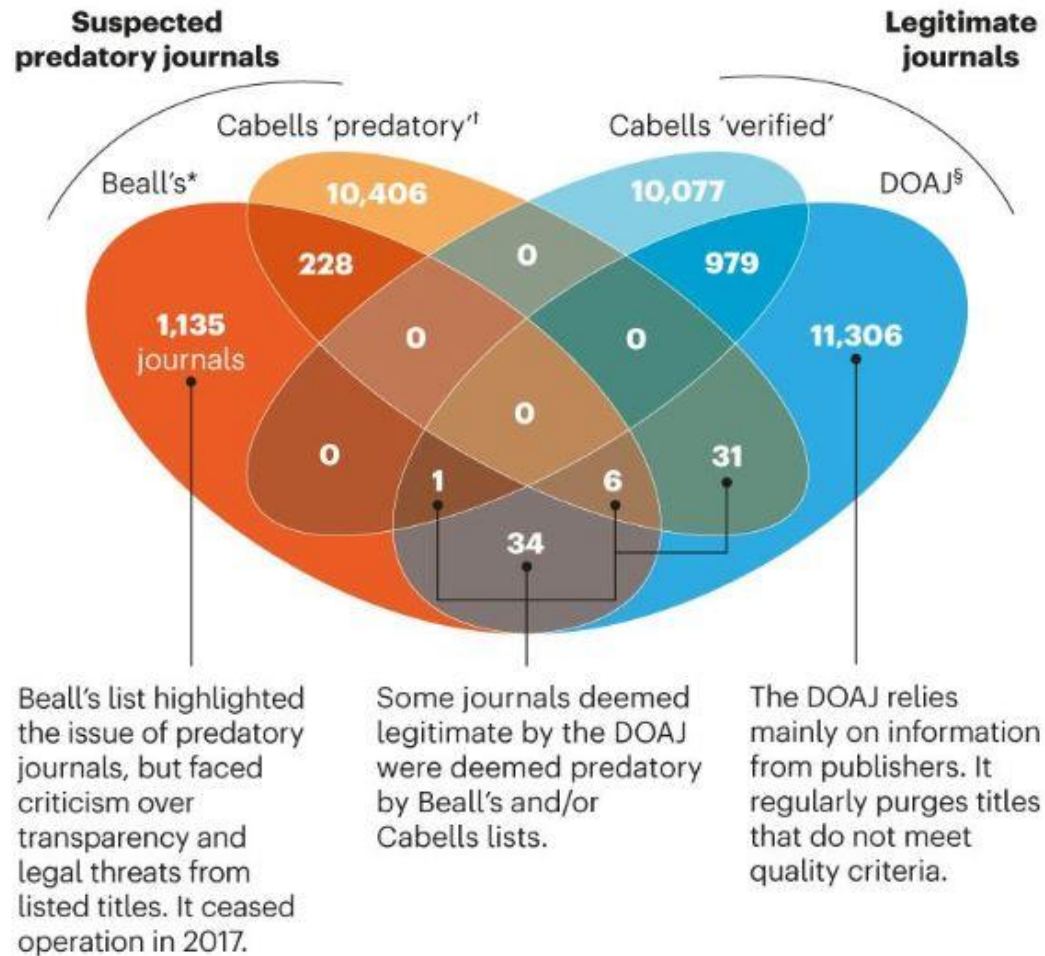 Suspected
predatory journals
Legitimate
journals
Cabells ‘predatory’†
Cabells ‘verified’
Beall’s*
DOAJ§
10,406
10,077
228
0
979
1,135
journals
0
0
11,306
0
0
31
1
6
34
Beall’s list highlighted
the issue of predatory
journals, but faced
criticism over
transparency and
legal threats from
listed titles. It ceased
operation in 2017.
Some journals deemed
legitimate by the DOAJ
were deemed predatory
by Beall’s and/or
Cabells lists.
The DOAJ relies
mainly on information
from publishers. It
regularly purges titles
that do not meet
quality criteria.